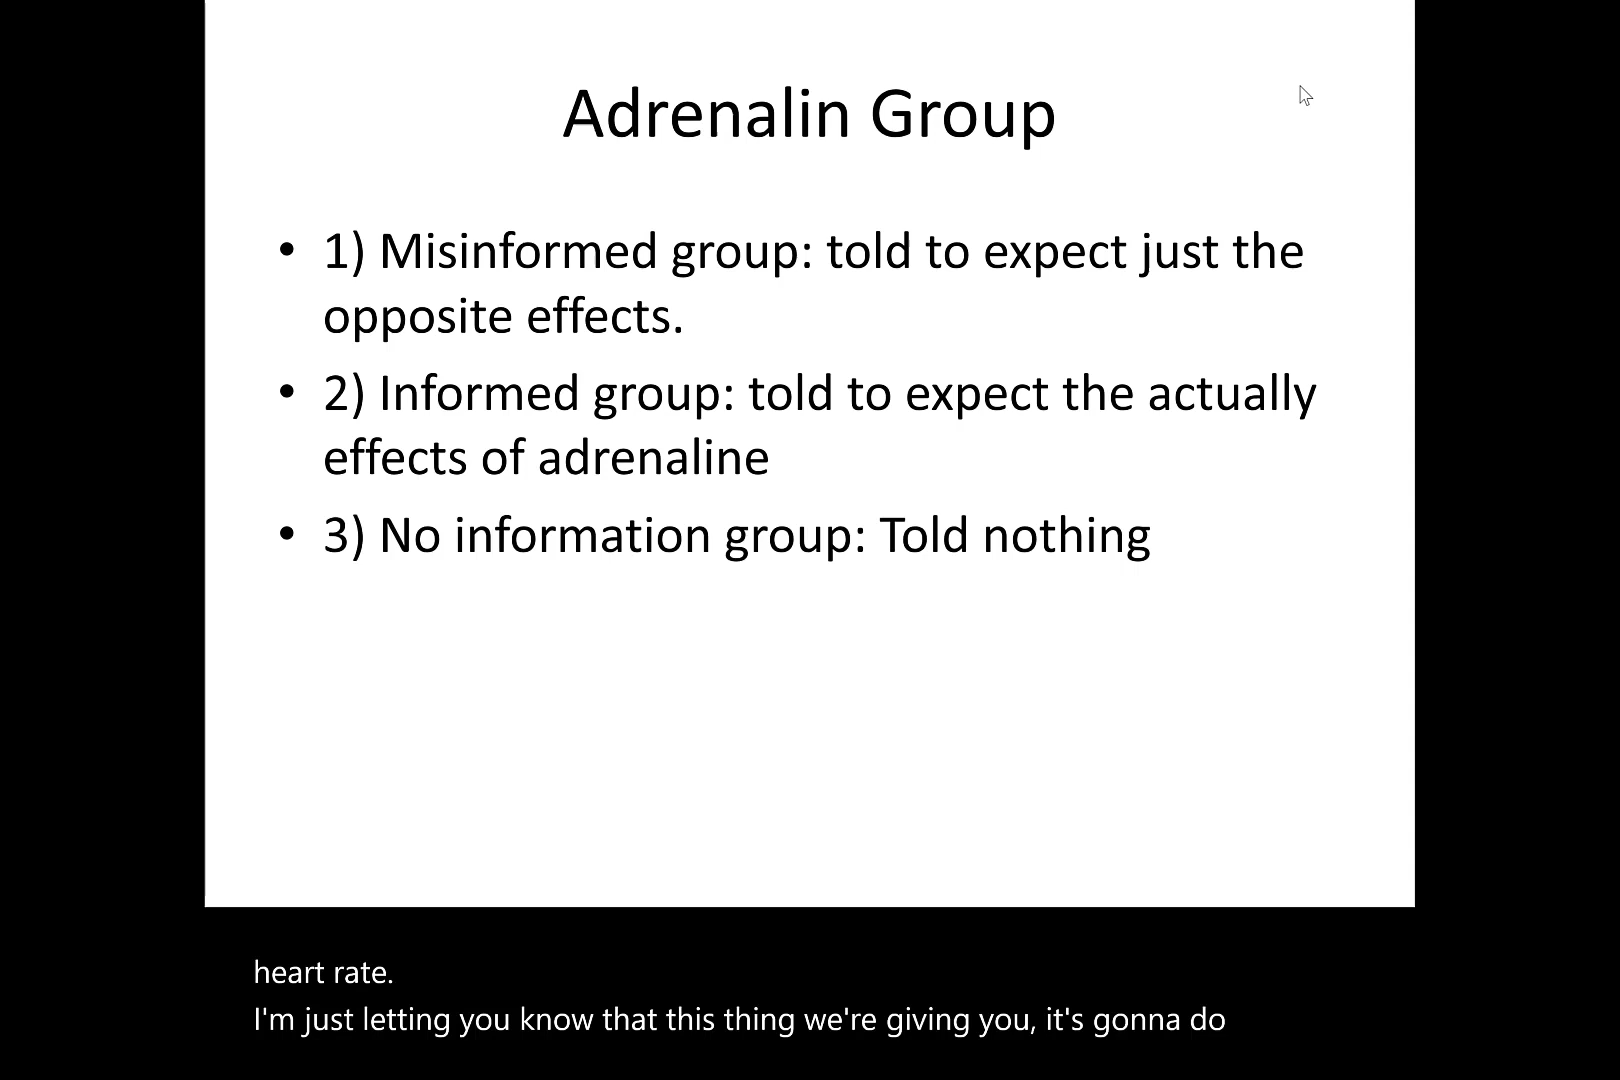 Adrenalin Group
• 1) Misinformed group: told to expect just the
opposite effects.
• 2) Informed group: told to expect the actually
effects of adrenaline
• 3) No information group: Told nothing
heart rate.
I'm just letting you know that this thing we're giving you, it's gonna do